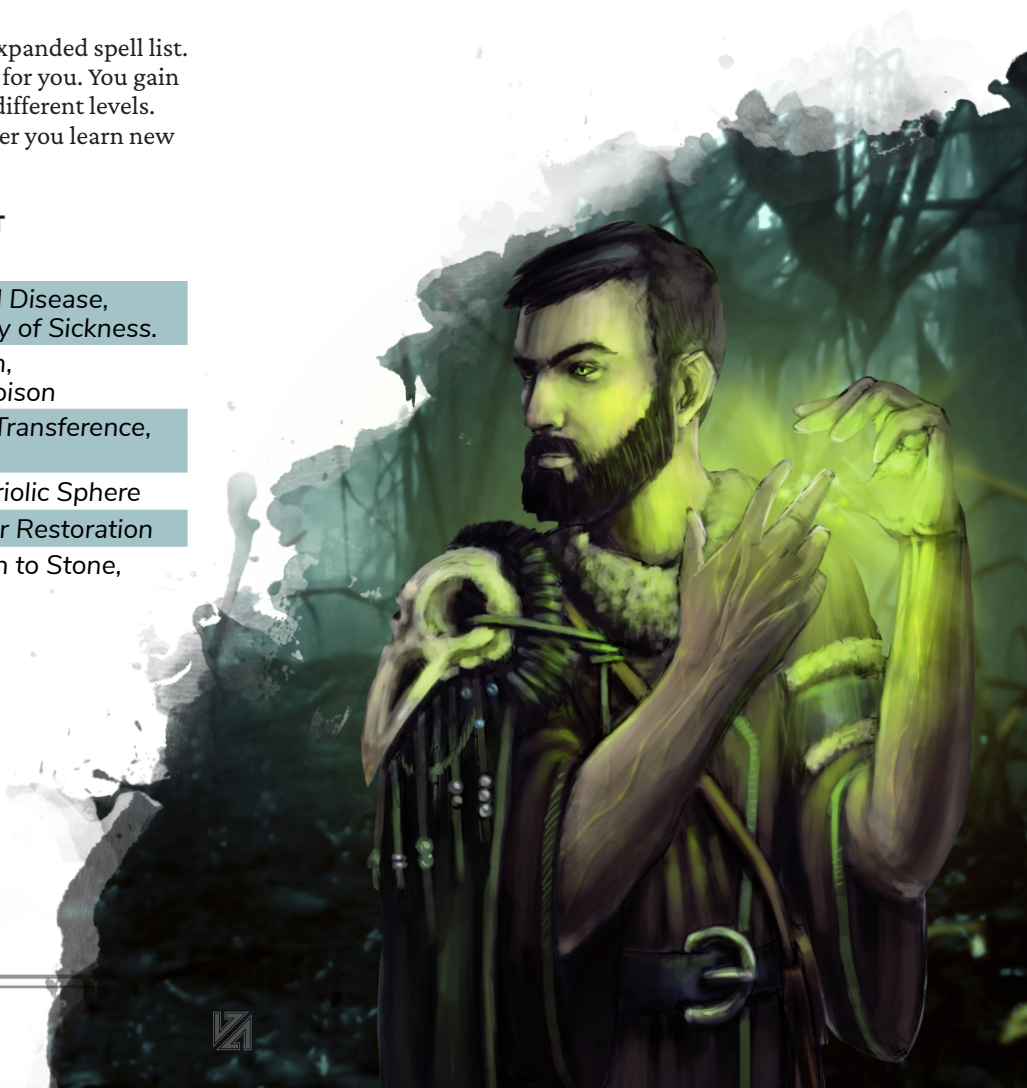 xpanded spell list.
for you. You gain
different levels.
er you learn new
T
Disease,
y of Sickness.
,
oison
Transference,
riolic Sphere
r Restoration
to Stone,